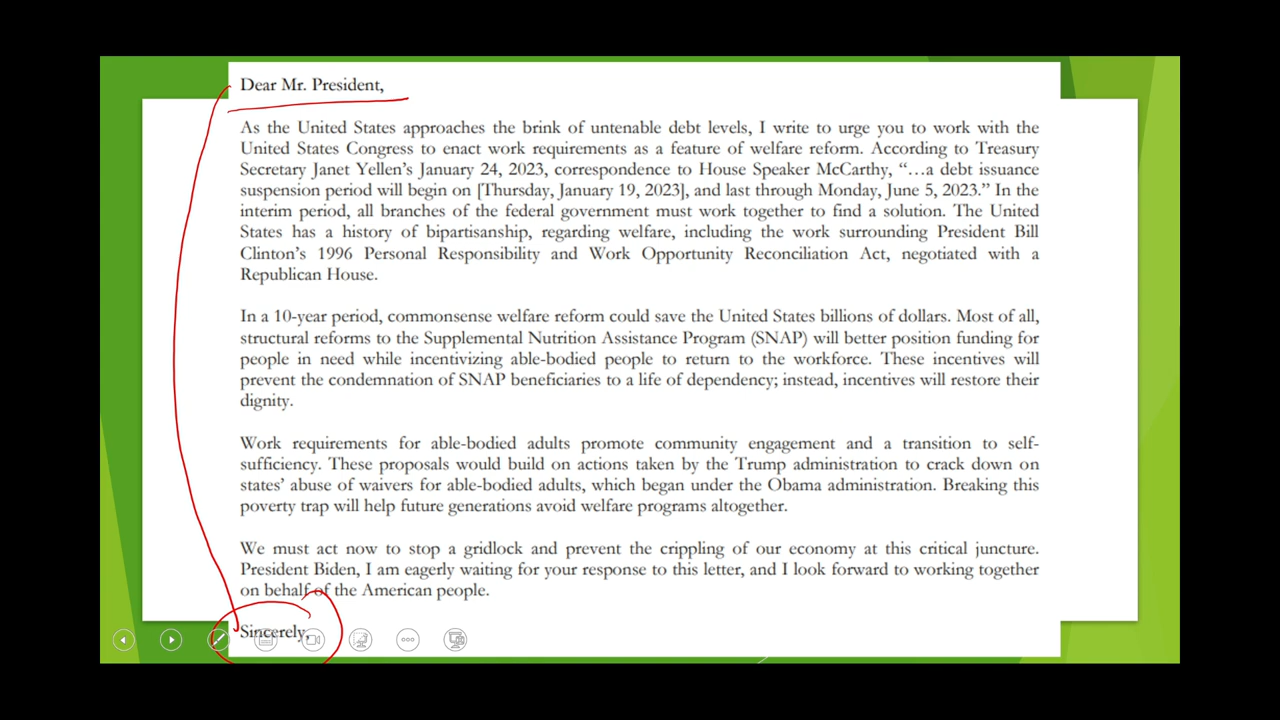 Dear Mr. President,
As the United States approaches the brink of untenable debt levels, I write to urge you to work with the
United States Congress to enact work requirements as a feature of welfare reform. According to Treasury
Secretary Janet Yellen’s January 24, 2023, correspondence to House Speaker McCarthy, “…a debt issuance
suspension period will begin on [Thursday, January 19, 2023], and last through Monday, June 5, 2023.” In the
interim period, all branches of the federal government must work together to find a solution. The United
States has a history of bipartisanship, regarding welfare, including the work surrounding President Bill
Clinton’s 1996 Personal Responsibility and Work Opportunity Reconciliation Act, negotiated with a
Republican House.
In a 10-year period, commonsense welfare reform could save the United States billions of dollars. Most of all,
structural reforms to the Supplemental Nutrition Assistance Program (SNAP) will better position funding for
people in need while incentivizing able-bodied people to return to the workforce. These incentives will
prevent the condemnation of SNAP beneficiaries to a life of dependency; instead, incentives will restore their
dignity.
Work requirements for able-bodied adults promote community engagement and a transition to self-
sufficiency. These proposals would build on actions taken by the Trump administration to crack down on
states’ abuse of waivers for able-bodied adults, which began under the Obama administration. Breaking this
poverty trap will help future generations avoid welfare programs altogether.
We must act now to stop a gridlock and prevent the crippling of our economy at this critical juncture.
President Biden, I am eagerly waiting for your response to this letter, and I look forward to working together
on behalf of the American people.
Sincerely,